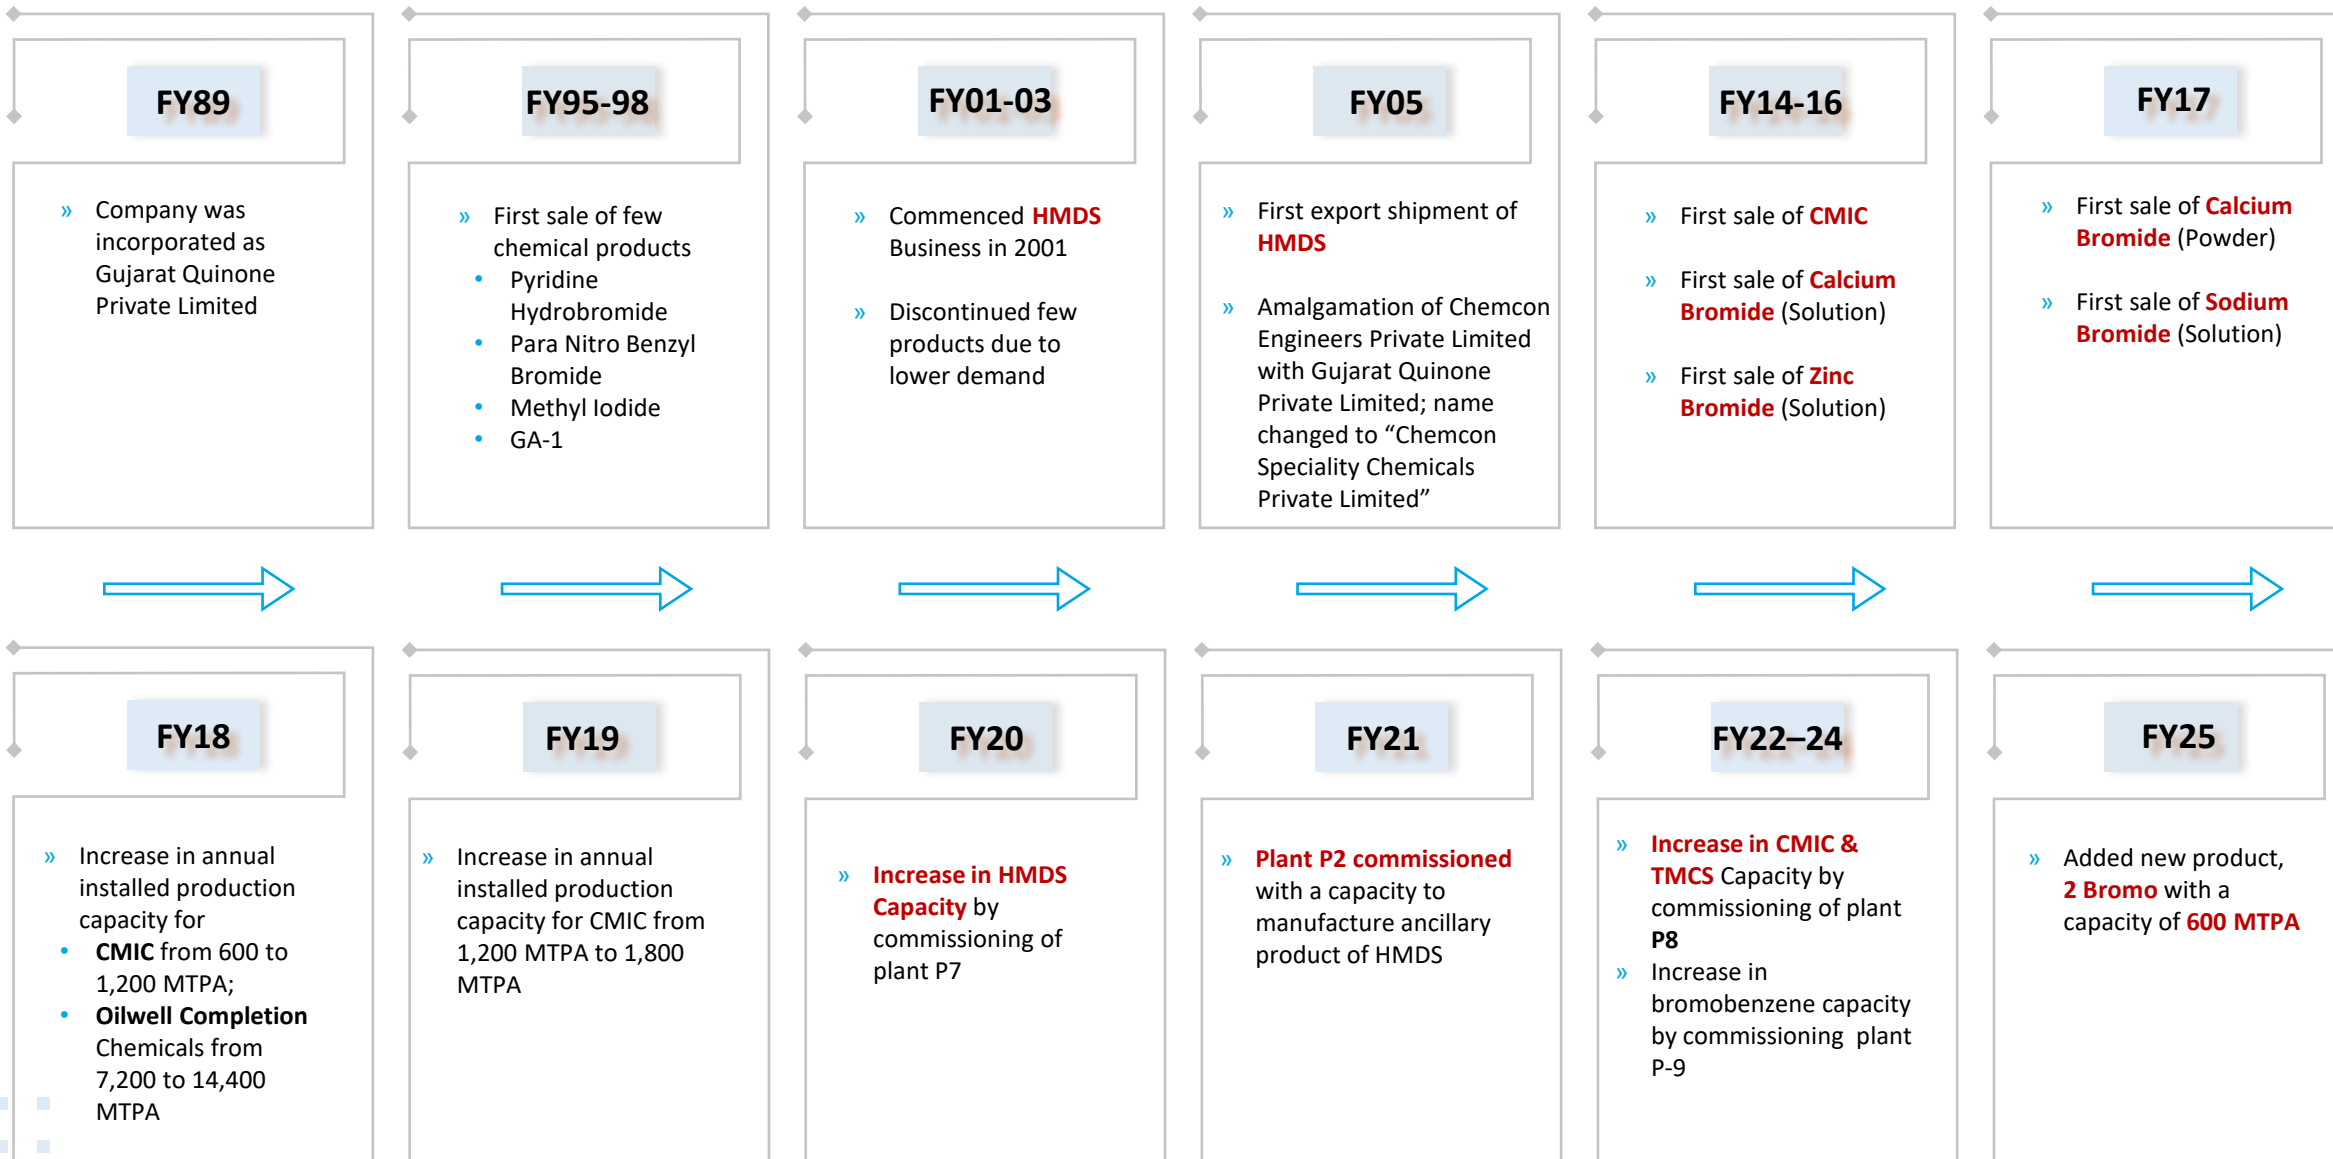 FY89
» Company was
incorporated as
Gujarat Quinone
Private Limited
FY95-98
» First sale of few
chemical products
• Pyridine
Hydrobromide
• Para Nitro Benzyl
Bromide
• Methyl Iodide
• GA-1
FY01-03
» Commenced HMDS
Business in 2001
» Discontinued few
products due to
lower demand
FY05
» First export shipment of
HMDS
» Amalgamation of Chemcon
Engineers Private Limited
with Gujarat Quinone
Private Limited; name
changed to “Chemcon
Speciality Chemicals
Private Limited”
FY14-16
» First sale of CMIC
» First sale of Calcium
Bromide (Solution)
» First sale of Zinc
Bromide (Solution)
FY17
» First sale of Calcium
Bromide (Powder)
» First sale of Sodium
Bromide (Solution)
FY18
» Increase in annual
installed production
capacity for
• CMIC from 600 to
1,200 MTPA;
• Oilwell Completion
Chemicals from
7,200 to 14,400
MTPA
FY19
» Increase in annual
installed production
capacity for CMIC from
1,200 MTPA to 1,800
MTPA
FY20
» Increase in HMDS
Capacity by
commissioning of
plant P7
FY21
» Plant P2 commissioned
with a capacity to
manufacture ancillary
product of HMDS
FY22–24
» Increase in CMIC &
TMCS Capacity by
commissioning of plant
P8
» Increase in
bromobenzene capacity
by commissioning plant
P-9
FY25
» Added new product,
2 Bromo with a
capacity of 600 MTPA